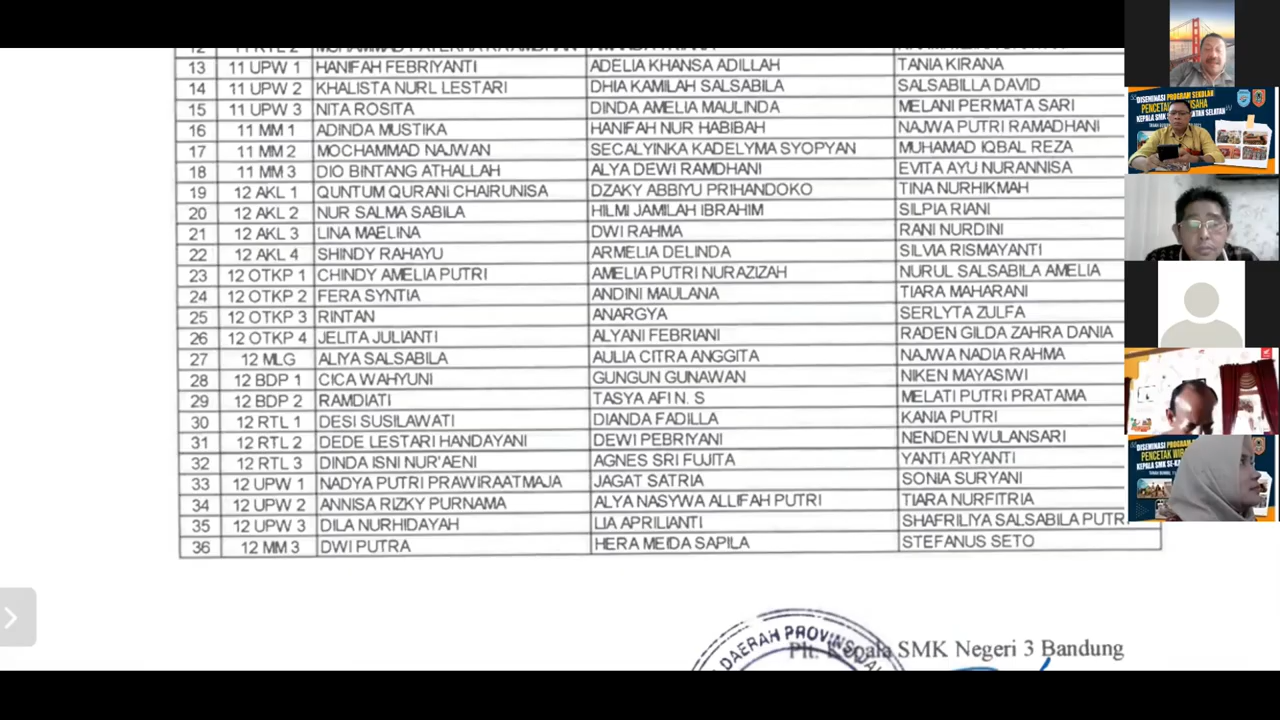 13 11 UPW 1 HANIFAH FEBRIYANTI ADELIA KHANSA ADILLAH TANIA KIRANA
14 11 UPW 2 KHALISTA NURL LESTARI DHIA KAMILAH SALSABILA SALSABILLA DAVID
15 11 UPW 3 NITA ROSITA DINDA AMELIA MAULINDA MELANI PERMATA SARI
16 11 MM 1 ADINDA MUSTIKA HANIFAH NUR HABIBAH NAJWA PUTRI RAMADHANI
17 11 MM 2 MOCHAMMAD NAJWAN SECALYINKA KADELYMA SYOPYAN MUHAMAD IQBAL REZA
18 11 MM 3 DIO BINTANG ATHALLAH ALYA DEWI RAMDHANI EVITA AYU NURANNISA
19 12 AKL 1 QUNTUM QURANI CHAIRUNISA DZAKY ABBIYU PRIHANDOKO TINA NURHIKMAH
20 12 AKL 2 NUR SALMA SABILA HILMI JAMILAH IBRAHIM SILPIA RIANI
21 12 AKL 3 LINA MAELINA DWI RAHMA RANI NURDINI
22 12 AKL 4 SHINDY RAHAYU ARMELIA DELINDA SILVIA RISMAYANTI
23 12 OTKP 1 CHINDY AMELIA PUTRI AMELIA PUTRI NURAZIZAH NURUL SALSABILA AMELIA
24 12 OTKP 2 FERA SYNTIA ANDINI MAULANA TIARA MAHARANI
25 12 OTKP 3 RINTAN ANARGYA SERLYTA ZULFA
26 12 OTKP 4 JELITA JULIANTI ALYANI FEBRIANI RADEN GILDA ZAHRA DANIA
27 12 MLG ALIYA SALSABILA AULIA CITRA ANGGITA NAJWA NADIA RAHMA
28 12 BDP 1 CICA WAHYUNI GUNGUN GUNAWAN NIKEN MAYASIWI
29 12 BDP 2 RAMDIATI TASYA AFI N. S MELATI PUTRI PRATAMA
30 12 RTL 1 DESI SUSILAWATI DIANDA FADILLA KANIA PUTRI
31 12 RTL 2 DEDE LESTARI HANDAYANI DEWI PEBRIYANI NENDEN WULANSARI
32 12 RTL 3 DINDA ISNI NUR'AENI AGNES SRI FUJITA YANTI ARYANTI
33 12 UPW 1 NADYA PUTRI PRAWIRAATMAJA JAGAT SATRIA SONIA SURYANI
34 12 UPW 2 ANNISA RIZKY PURNAMA ALYA NASYWA ALLIFAH PUTRI TIARA NURFITRIA
35 12 UPW 3 DILA NURHIDAYAH LIA APRILIANTI SHAFRILIYA SALSABILA PUTRI
36 12 MM 3 DWI PUTRA HERA MEIDA SAPILA STEFANUS SETO
DAERAH PROVINSI
Plt. Kepala SMK Negeri 3 Bandung
DISEMINASI PROGRAM SEKOLAH
PENCETAK